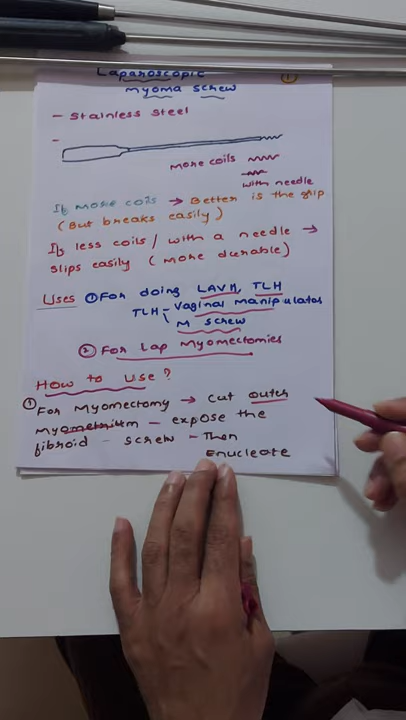 Laparoscopic ①
myoma screw
- Stainless steel
-
more coils
with needle
If more coils → Better is the grip
(But breaks easily)
If less coils / with a needle →
slips easily (more durable)
Uses ① For doing LAVH, TLH
TLH - Vaginal manipulator
M screw
② For Lap Myomectomies
How to use?
① For Myomectomy → cut outer
myometrium - expose the
fibroid - screw - Then
Enucleate